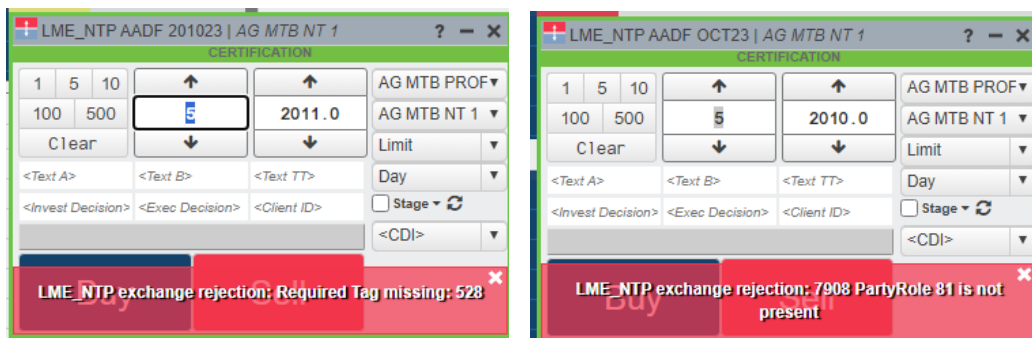 LME_NTP AADF 201023 | AG MTB NT 1 ? – ×
CERTIFICATION
1 5 10 AG MTB PROF
100 500 5 2011.0 AG MTB NT 1
Clear Limit
<Text A> <Text B> <Text TT> Day
<Invest Decision> <Exec Decision> <Client ID> Stage
<CDI>
Buy Sell
LME_NTP exchange rejection: Required Tag missing: 528
LME_NTP AADF OCT23 | AG MTB NT 1 ? – ×
CERTIFICATION
1 5 10 AG MTB PROF
100 500 5 2010.0 AG MTB NT 1
Clear Limit
<Text A> <Text B> <Text TT> Day
<Invest Decision> <Exec Decision> <Client ID> Stage
<CDI>
Buy Sell
LME_NTP exchange rejection: 7908 PartyRole 81 is not
present